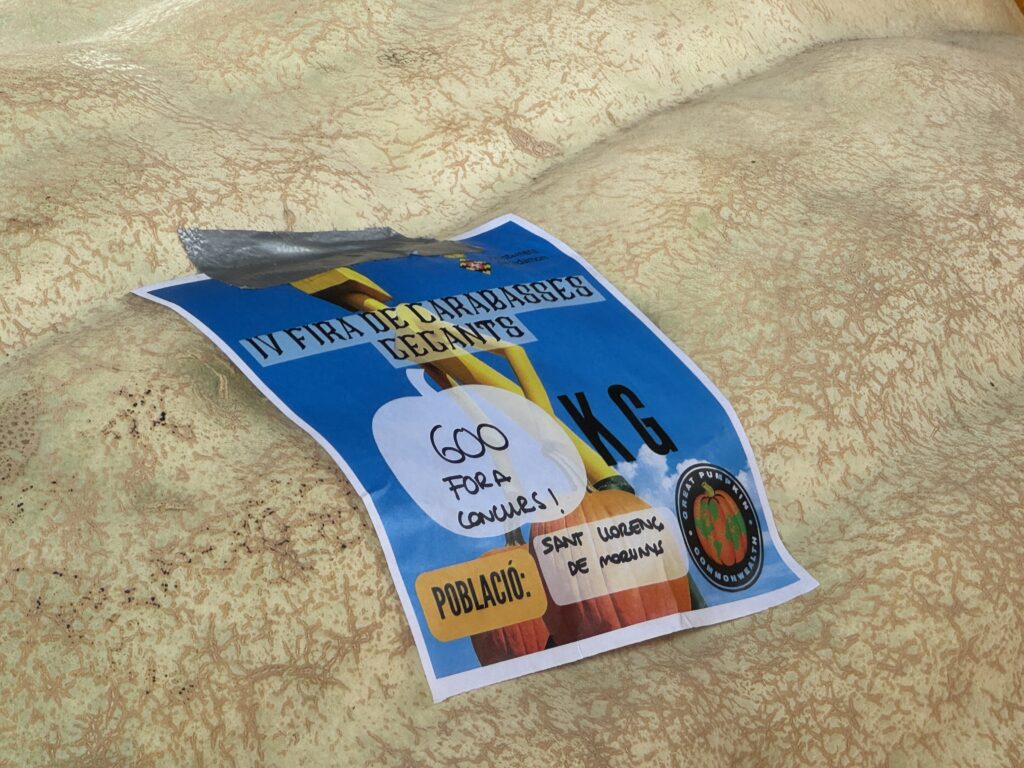 IV FIRA DE CARABASSES
GEGANTS
KG
600
FORA
CONCURS!
SANT LLORENÇ
DE MORUNYS
POBLACIÓ:
GREAT PUMPKIN
COMMONWEALTH